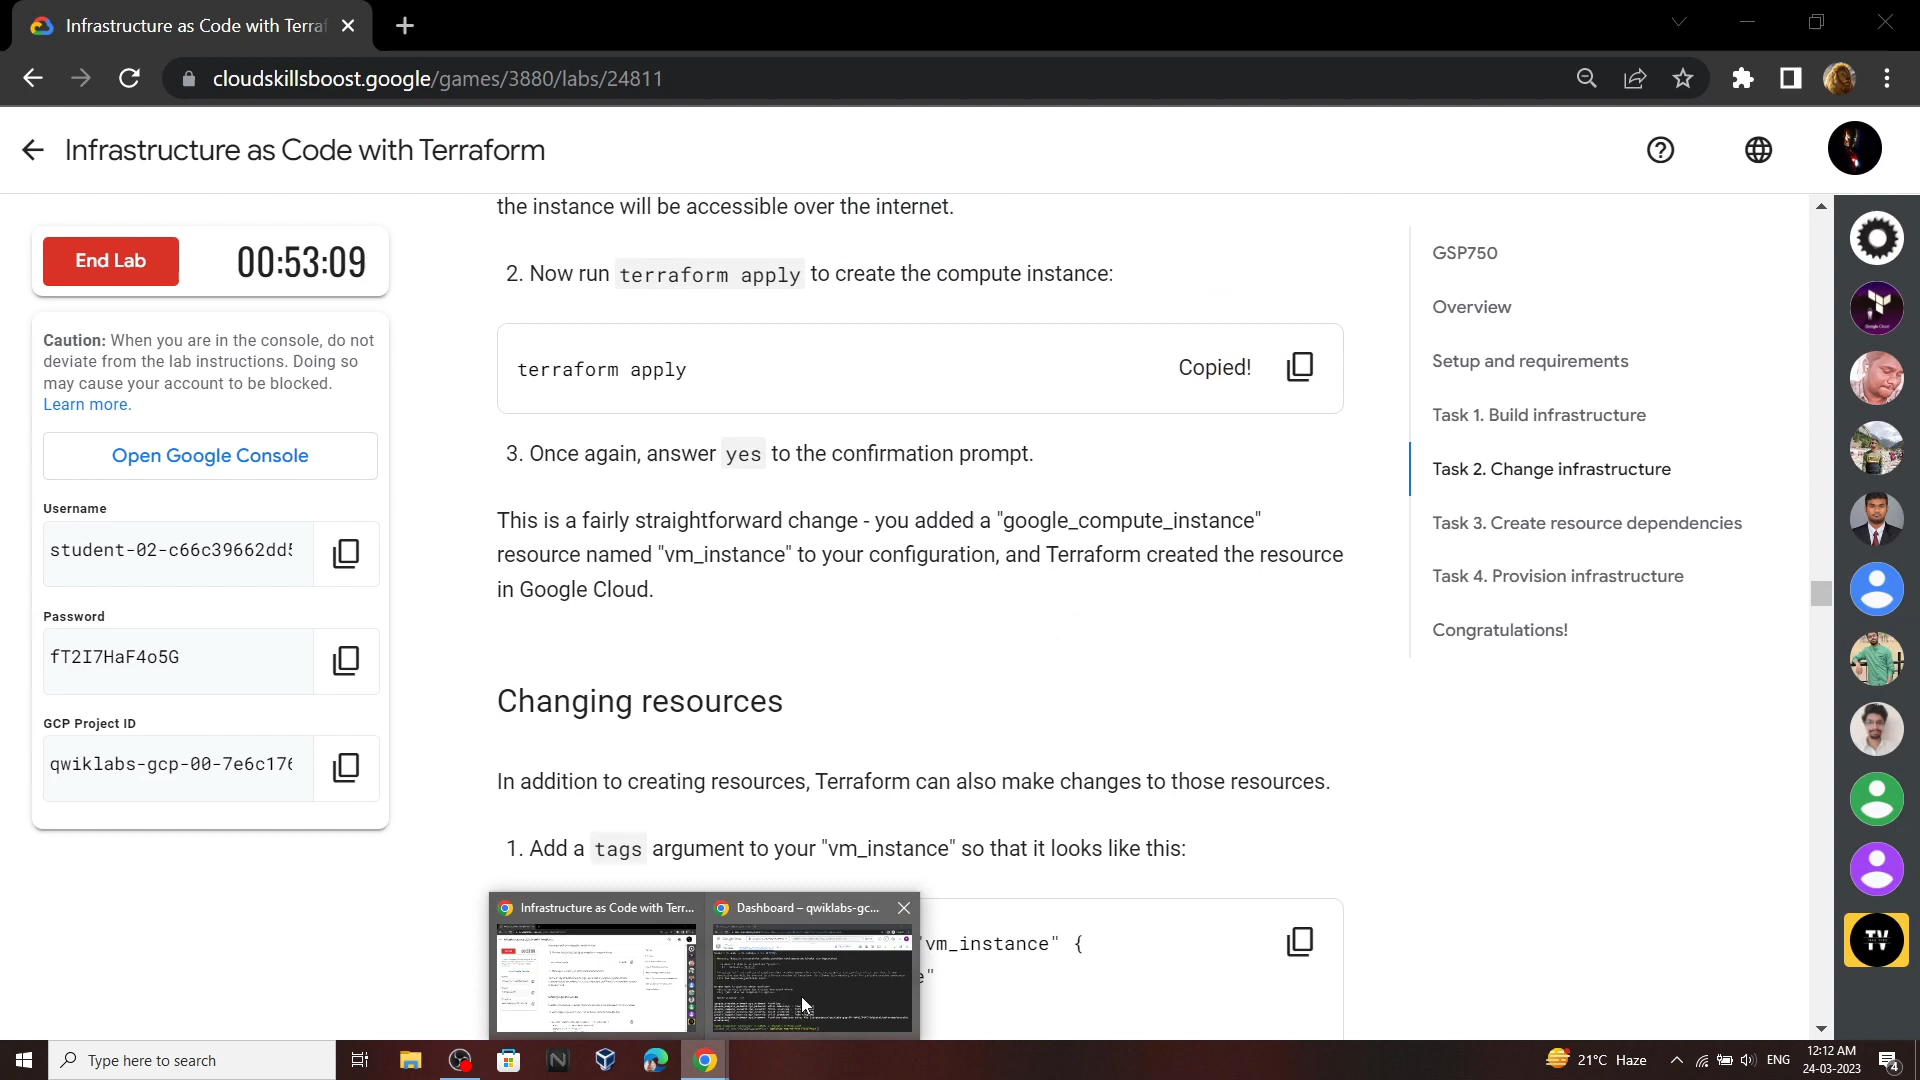 Infrastructure as Code with Terraf
cloudskillsboost.google/games/3880/labs/24811
Infrastructure as Code with Terraform
End Lab
00:53:09
Caution: When you are in the console, do not
deviate from the lab instructions. Doing so
may cause your account to be blocked.
Learn more.
Open Google Console
Username
student-02-c66c39662dd5
Password
fT2I7HaF4o5G
GCP Project ID
qwiklabs-gcp-00-7e6c176
the instance will be accessible over the internet.
2. Now run terraform apply to create the compute instance:
terraform apply
Copied!
3. Once again, answer yes to the confirmation prompt.
This is a fairly straightforward change - you added a "google_compute_instance"
resource named "vm_instance" to your configuration, and Terraform created the resource
in Google Cloud.
Changing resources
In addition to creating resources, Terraform can also make changes to those resources.
1. Add a tags argument to your "vm_instance" so that it looks like this:
"vm_instance" {
e"
GSP750
Overview
Setup and requirements
Task 1. Build infrastructure
Task 2. Change infrastructure
Task 3. Create resource dependencies
Task 4. Provision infrastructure
Congratulations!
Google Cloud
TV
Infrastructure as Code with Terr...
Dashboard – qwiklabs-gc...
Type here to search
21°C Haze
ENG
12:12 AM
24-03-2023
4